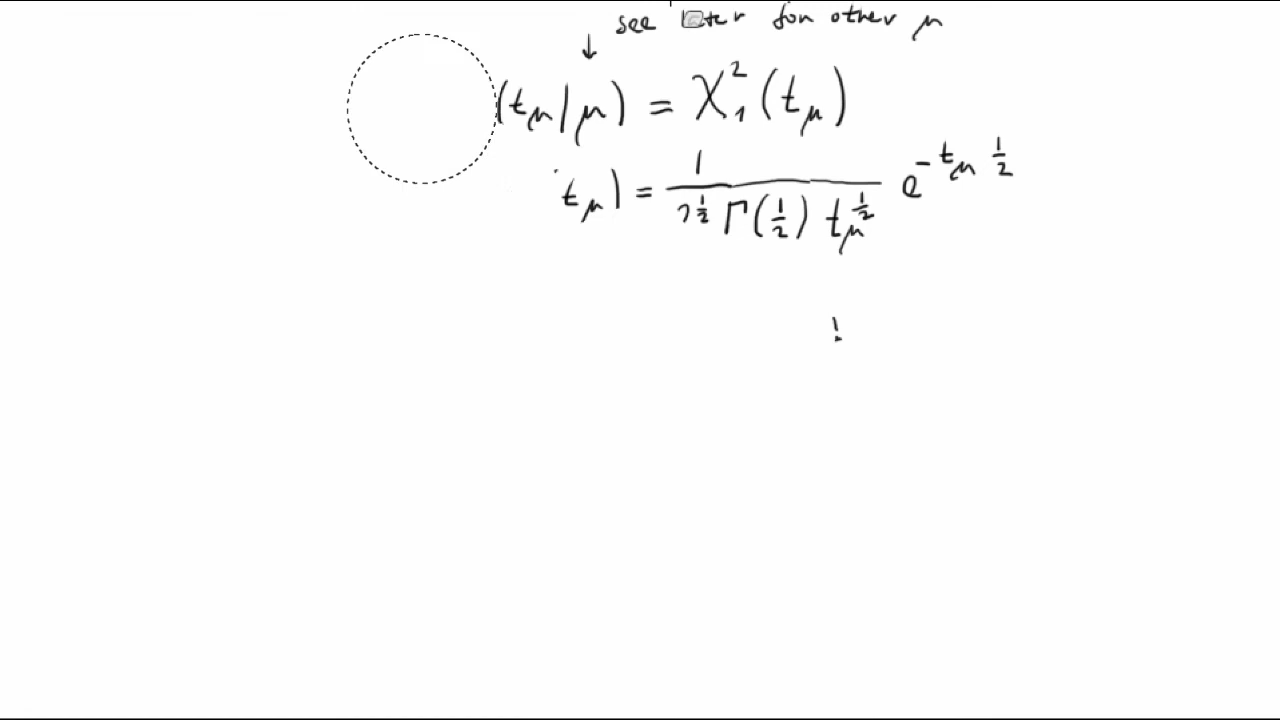 see later for other μ
↓
(t_μ|μ) = χ²₁(t_μ)
t_μ) = 1 / (2^{1/2} Γ(1/2) t_μ^{1/2}) e^{-t_μ 1/2}
!